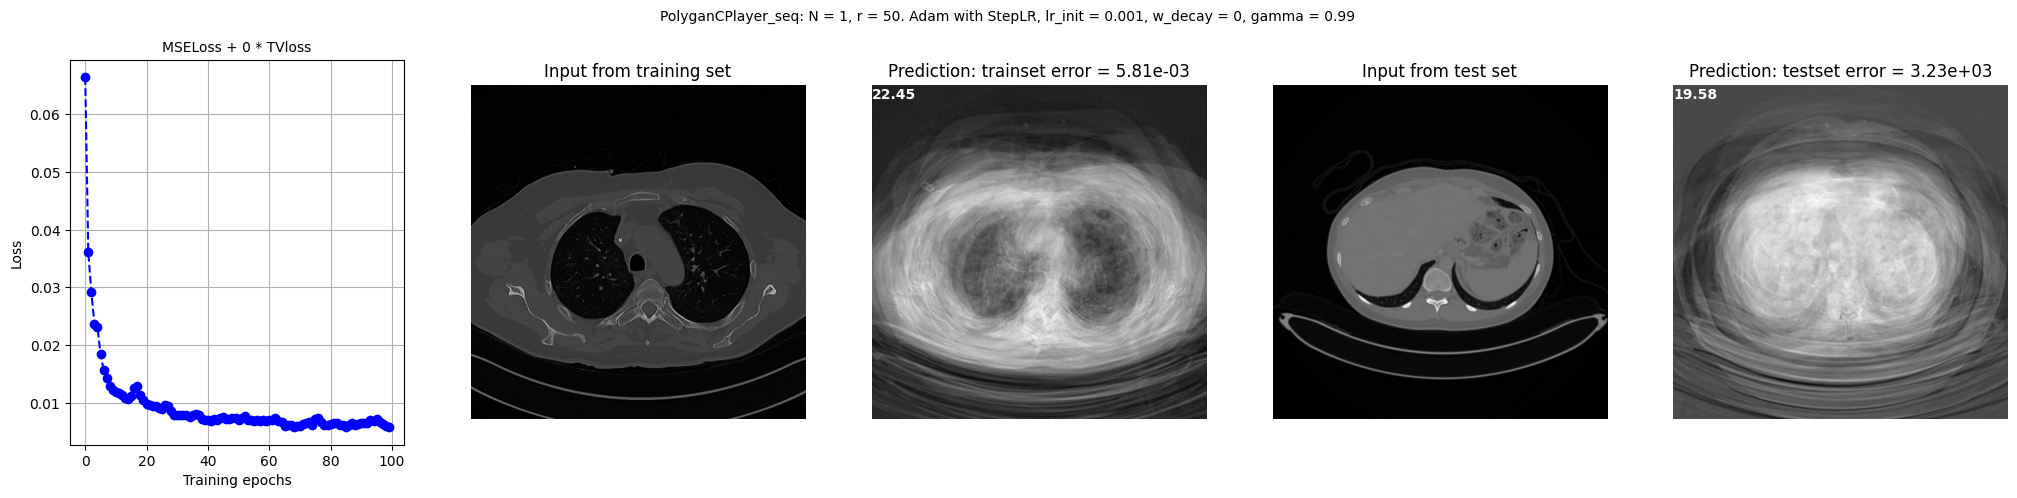 PolyganCPlayer_seq: N = 1, r = 50. Adam with StepLR, lr_init = 0.001, w_decay = 0, gamma = 0.99
MSELoss + 0 * TVloss
Loss
0.06
0.05
0.04
0.03
0.02
0.01
0 20 40 60 80 100
Training epochs
Input from training set
Prediction: trainset error = 5.81e-03
22.45
Input from test set
Prediction: testset error = 3.23e+03
19.58